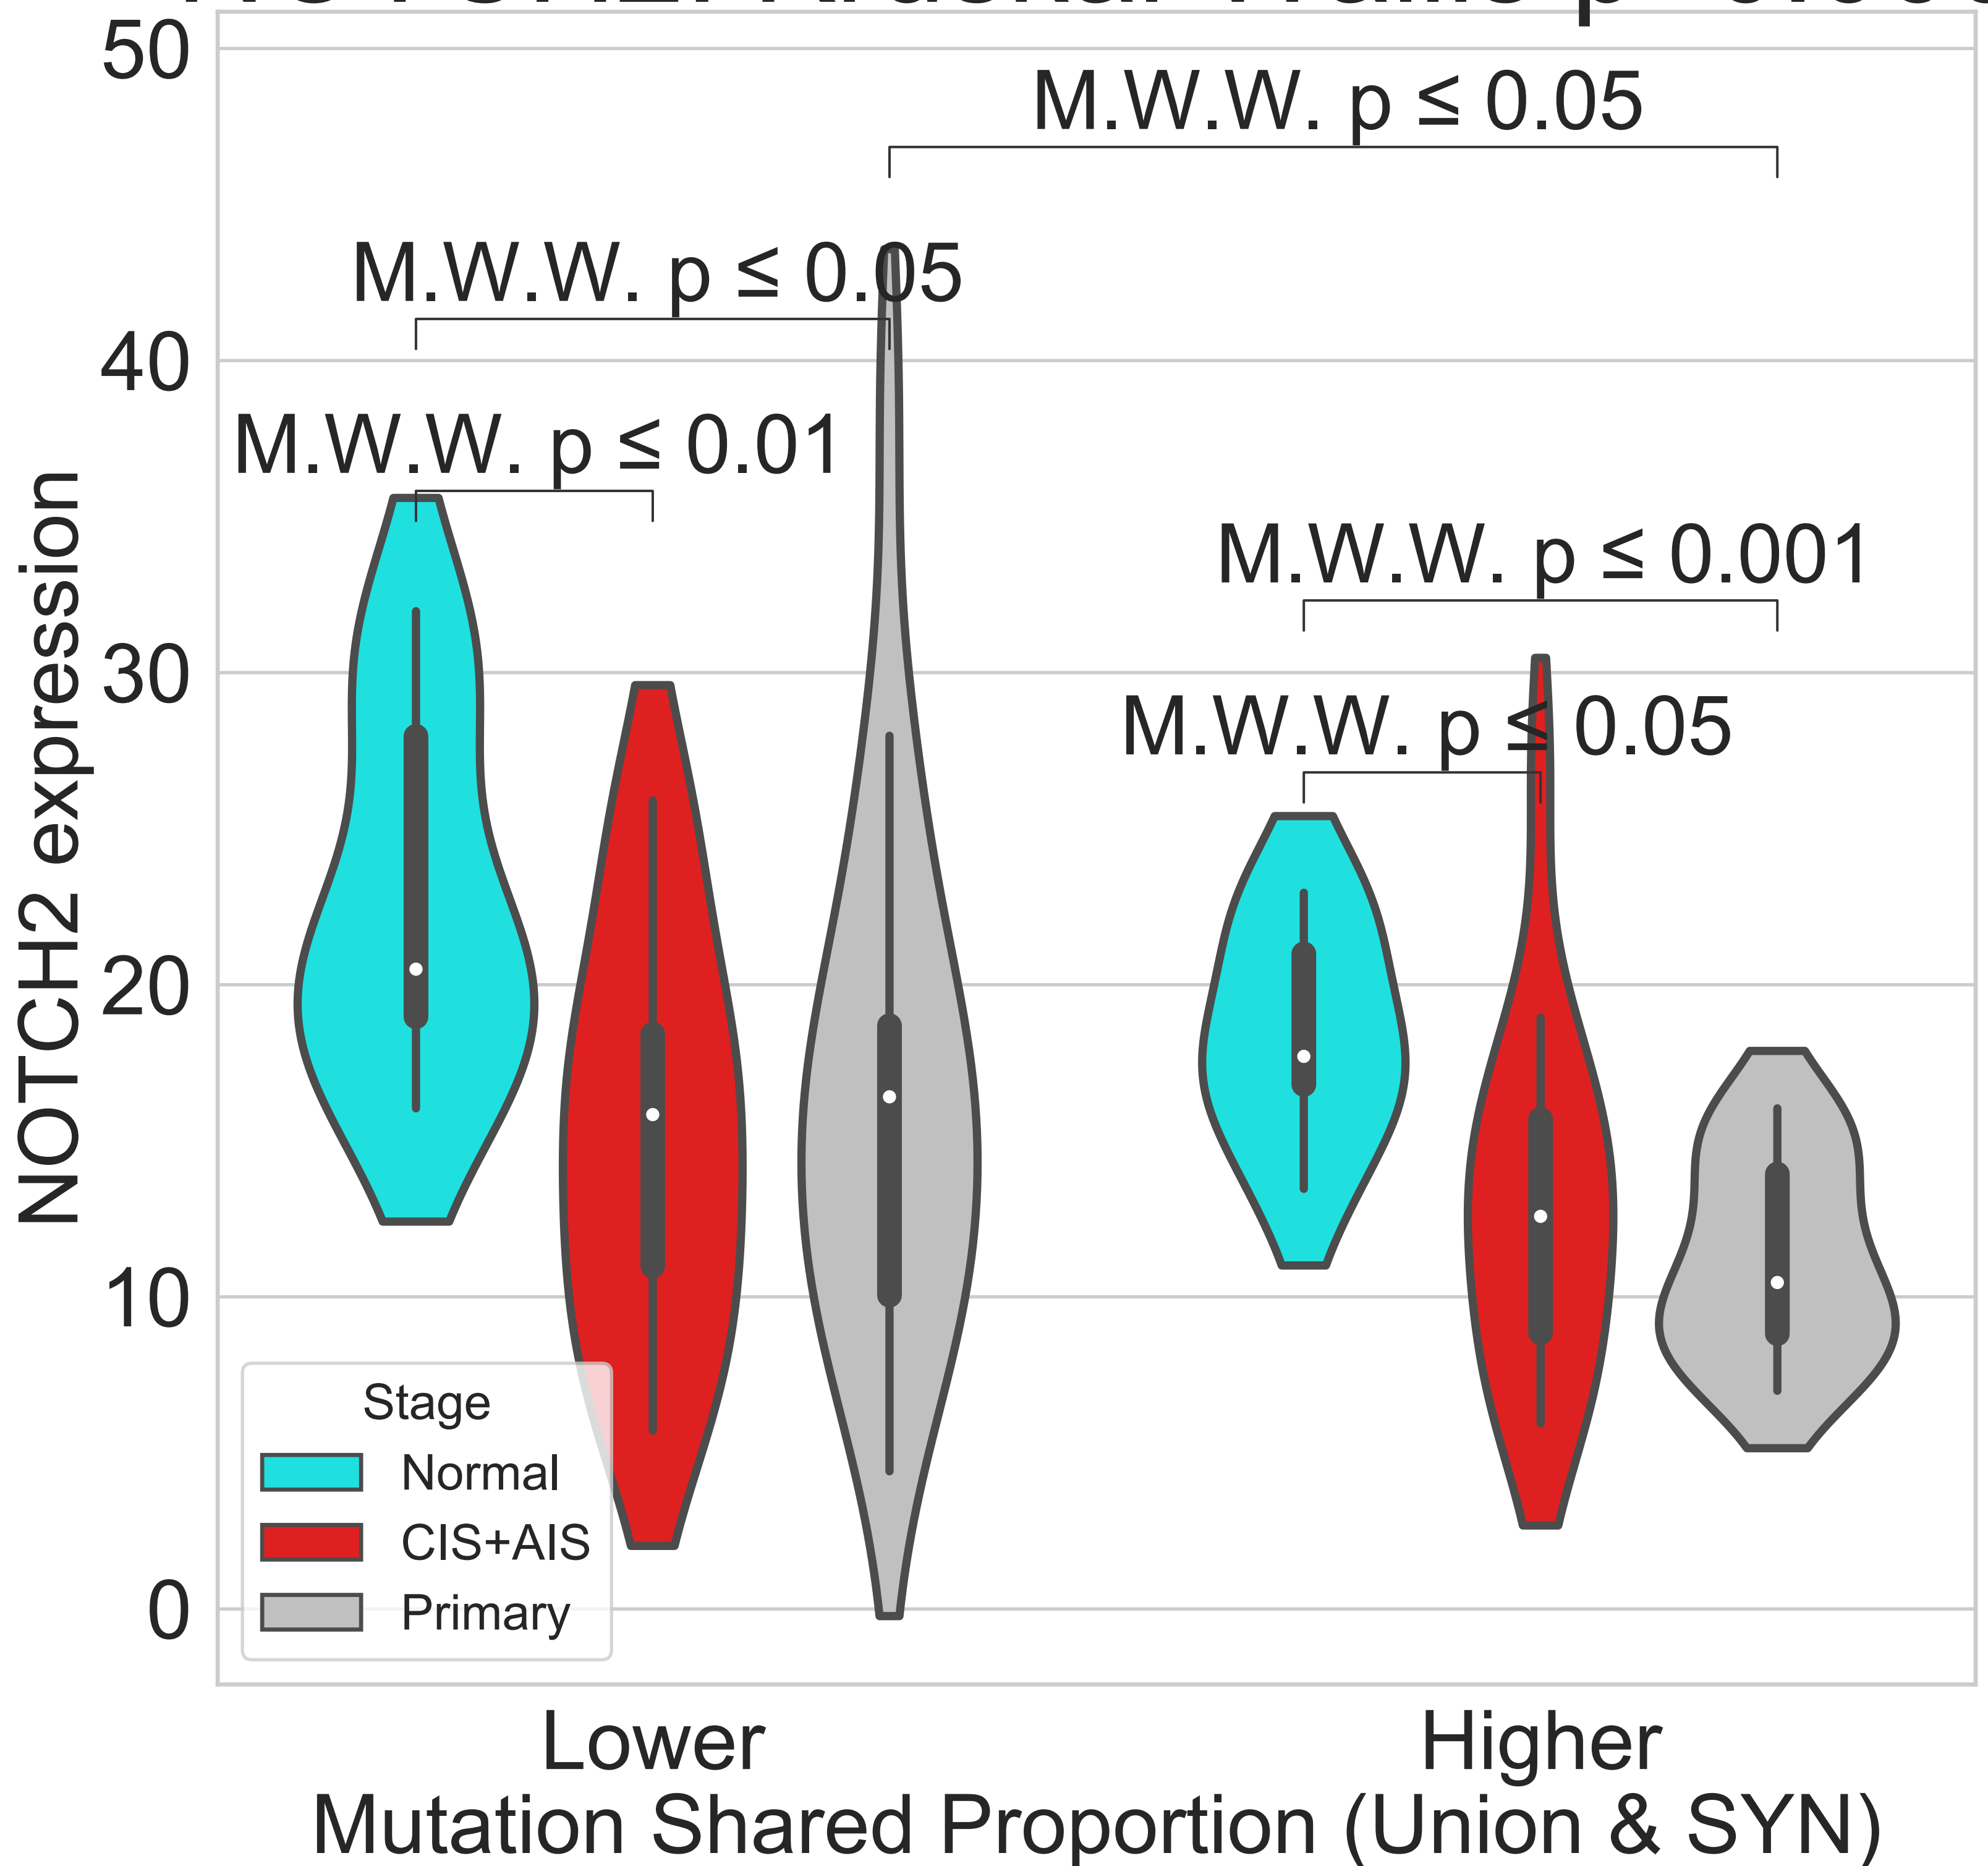 50
M.W.W. p ≤ 0.05
M.W.W. p ≤ 0.05
40
M.W.W. p ≤ 0.01
M.W.W. p ≤ 0.001
30
M.W.W. p ≤ 0.05
NOTCH2 expression
20
10
0
Stage
Normal
CIS+AIS
Primary
Lower
Higher
Mutation Shared Proportion (Union & SYN)